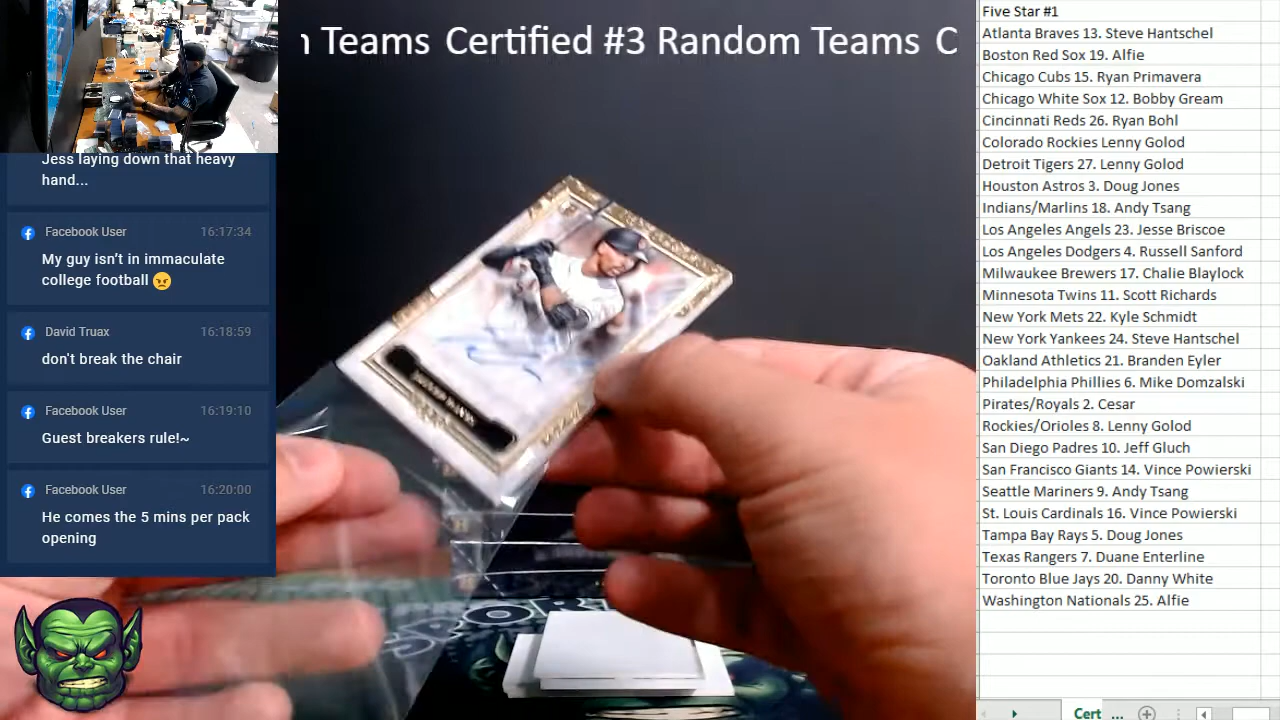 n Teams Certified #3 Random Teams C
Jess laying down that heavy
hand...
Facebook User 16:17:34
My guy isn't in immaculate
college football 😠
David Truax 16:18:59
don't break the chair
Facebook User 16:19:10
Guest breakers rule!~
Facebook User 16:20:00
He comes the 5 mins per pack
opening
Five Star #1
Atlanta Braves 13. Steve Hantschel
Boston Red Sox 19. Alfie
Chicago Cubs 15. Ryan Primavera
Chicago White Sox 12. Bobby Gream
Cincinnati Reds 26. Ryan Bohl
Colorado Rockies Lenny Golod
Detroit Tigers 27. Lenny Golod
Houston Astros 3. Doug Jones
Indians/Marlins 18. Andy Tsang
Los Angeles Angels 23. Jesse Briscoe
Los Angeles Dodgers 4. Russell Sanford
Milwaukee Brewers 17. Chalie Blaylock
Minnesota Twins 11. Scott Richards
New York Mets 22. Kyle Schmidt
New York Yankees 24. Steve Hantschel
Oakland Athletics 21. Branden Eyler
Philadelphia Phillies 6. Mike Domzalski
Pirates/Royals 2. Cesar
Rockies/Orioles 8. Lenny Golod
San Diego Padres 10. Jeff Gluch
San Francisco Giants 14. Vince Powierski
Seattle Mariners 9. Andy Tsang
St. Louis Cardinals 16. Vince Powierski
Tampa Bay Rays 5. Doug Jones
Texas Rangers 7. Duane Enterline
Toronto Blue Jays 20. Danny White
Washington Nationals 25. Alfie
Cert ...